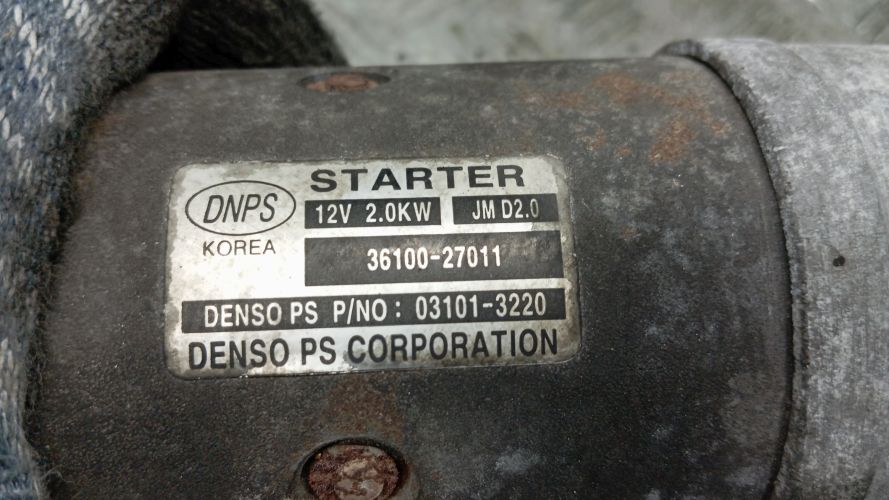 STARTER
DNPS
12V 2.0KW JM D2.0
KOREA
36100-27011
DENSO PS P/NO: 03101-3220
DENSO PS CORPORATION